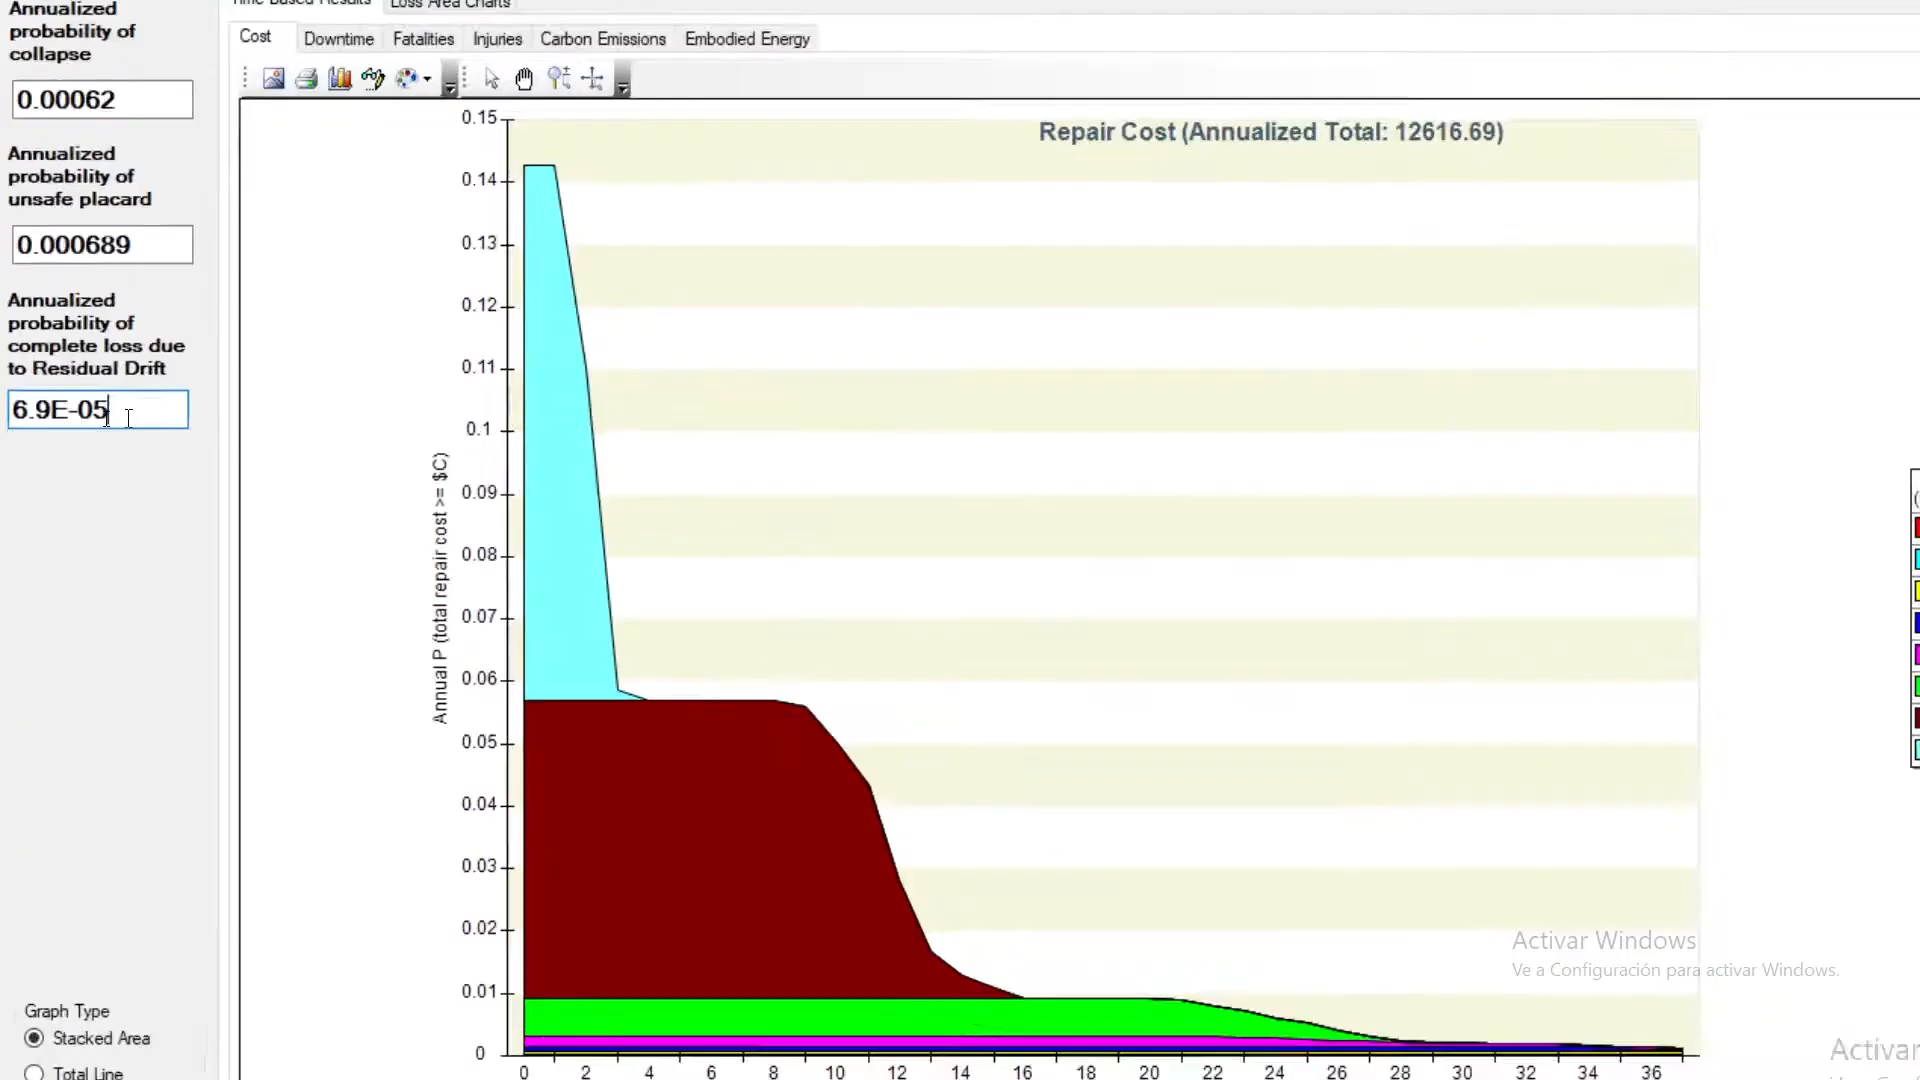 Time Based Results Loss Area Charts
Annualized
probability of
collapse
0.00062
Annualized
probability of
unsafe placard
0.000689
Annualized
probability of
complete loss due
to Residual Drift
6.9E-05
Graph Type
Stacked Area
Total Line
Cost Downtime Fatalities Injuries Carbon Emissions Embodied Energy
Repair Cost (Annualized Total: 12616.69)
Annual P (total repair cost >= $C)
0.15
0.14
0.13
0.12
0.11
0.1
0.09
0.08
0.07
0.06
0.05
0.04
0.03
0.02
0.01
0
0 2 4 6 8 10 12 14 16 18 20 22 24 26 28 30 32 34 36
Activar Windows
Ve a Configuración para activar Windows.
Activar